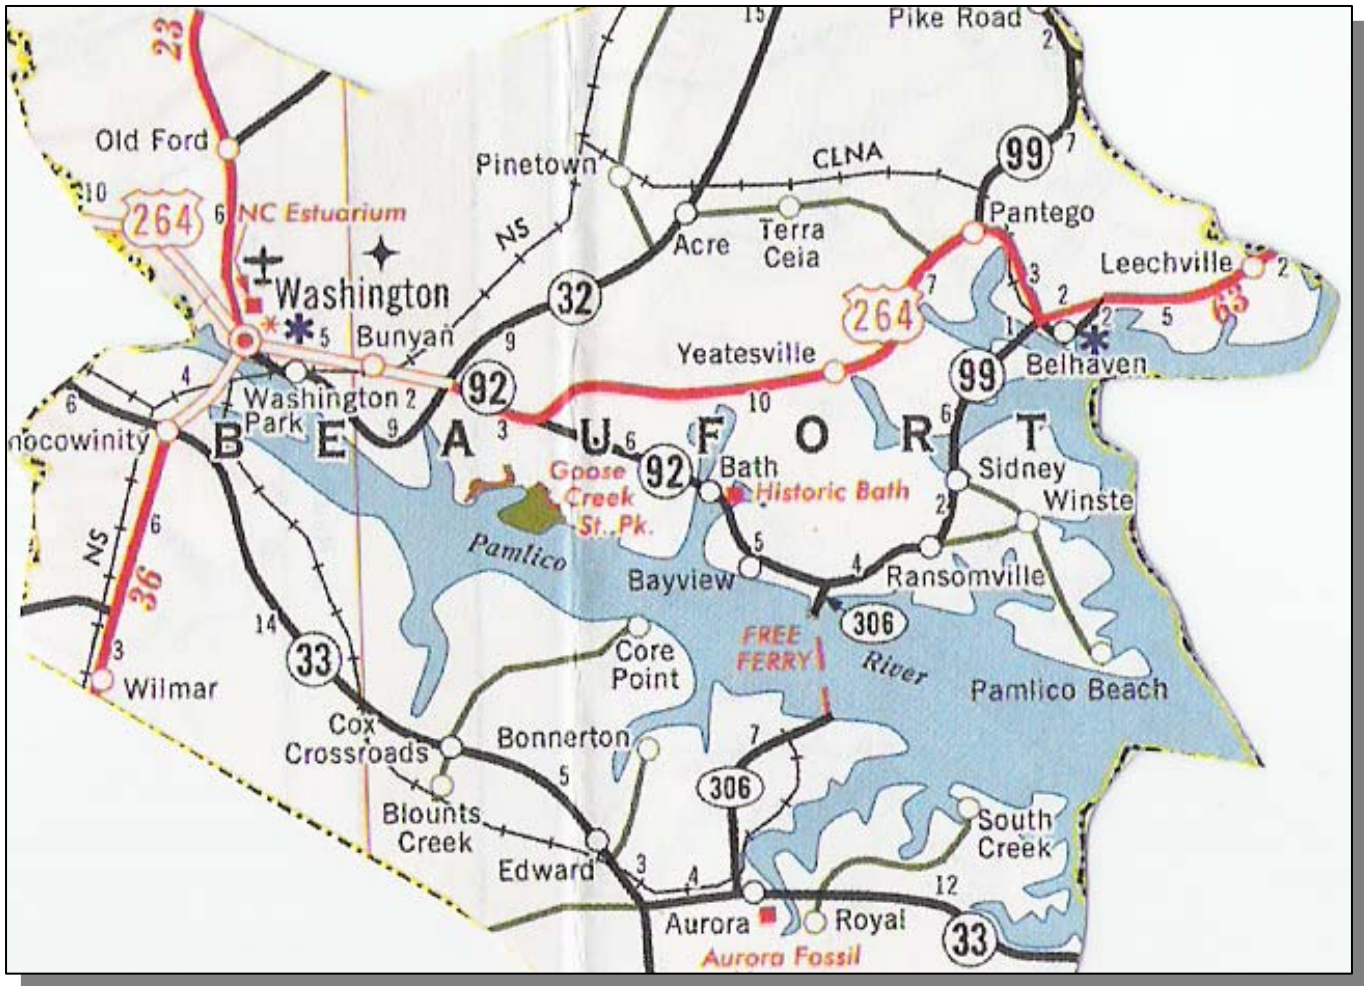 15
Pike Road
2
23
Old Ford
7
99
CLNA
Pinetown
10
264
6
NC Estuarium
NS
Acre
Terra
Ceia
Pantego
Leechville
2
7
3
Washington
32
264
2
63
5
2
1
5
Bunyan
9
Yeatesville
Belhaven
4
6
Washington
Park
2
92
99
10
nocowinity
9
3
6
6
BEAUFORT
92
Bath
Historic Bath
Goose
Creek
St. Pk.
Sidney
Winste
2
6
NS
36
Pamlico
5
Bayview
4
Ransomville
306
14
33
3
Wilmar
Core
Point
FREE
FERRY
River
Pamlico Beach
Cox
Crossroads
Bonnerton
7
5
306
Blounts
Creek
South
Creek
Edward
3
4
12
Aurora
Royal
33
Aurora Fossil